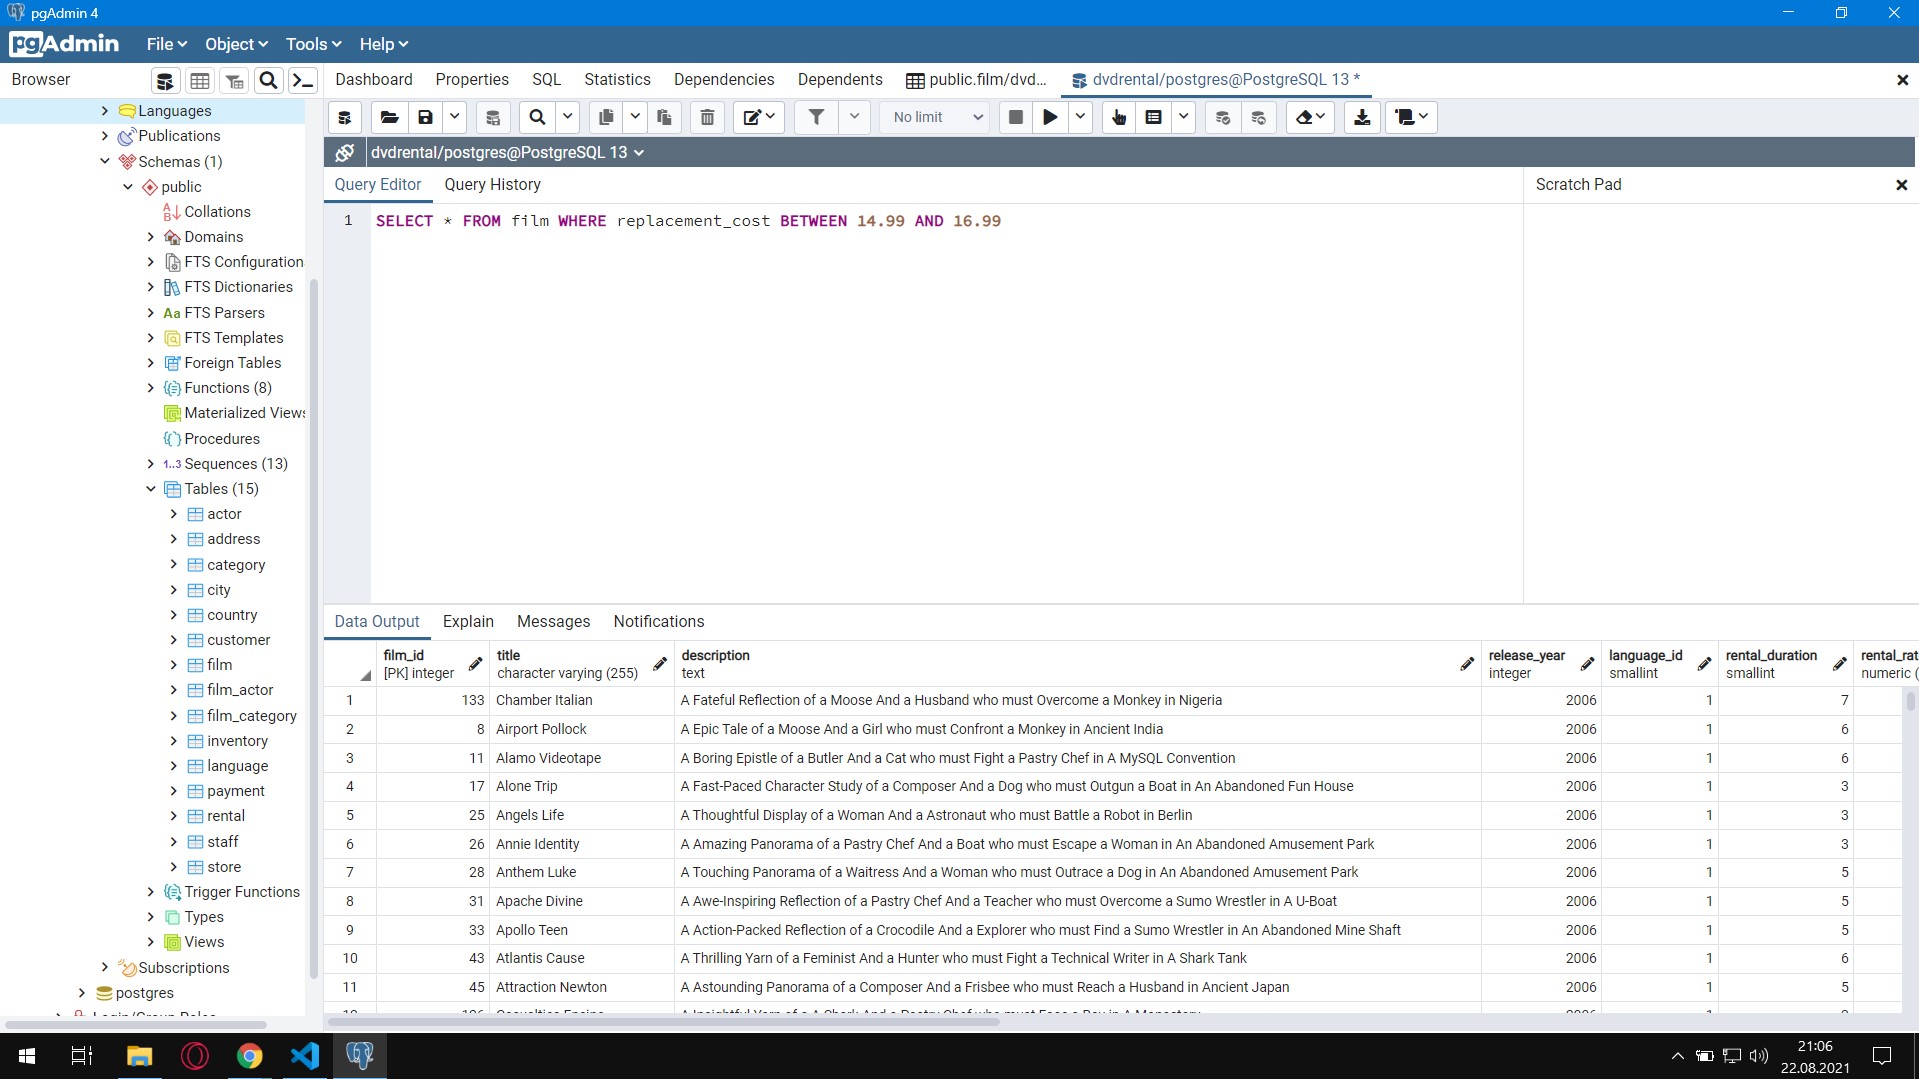 pgAdmin 4
pgAdmin File Object Tools Help
Browser
Dashboard Properties SQL Statistics Dependencies Dependents public.film/dvd... dvdrental/postgres@PostgreSQL 13 *
No limit
dvdrental/postgres@PostgreSQL 13
Query Editor Query History
Scratch Pad
1 SELECT * FROM film WHERE replacement_cost BETWEEN 14.99 AND 16.99
Languages
Publications
Schemas (1)
public
Collations
Domains
FTS Configuration
FTS Dictionaries
Aa FTS Parsers
FTS Templates
Foreign Tables
Functions (8)
Materialized Views
Procedures
1..3 Sequences (13)
Tables (15)
actor
address
category
city
country
customer
film
film_actor
film_category
inventory
language
payment
rental
staff
store
Trigger Functions
Types
Views
Subscriptions
postgres
Data Output Explain Messages Notifications
film_id title description release_year language_id rental_duration rental_rat
[PK] integer character varying (255) text integer smallint smallint numeric (
1 133 Chamber Italian A Fateful Reflection of a Moose And a Husband who must Overcome a Monkey in Nigeria 2006 1 7
2 8 Airport Pollock A Epic Tale of a Moose And a Girl who must Confront a Monkey in Ancient India 2006 1 6
3 11 Alamo Videotape A Boring Epistle of a Butler And a Cat who must Fight a Pastry Chef in A MySQL Convention 2006 1 6
4 17 Alone Trip A Fast-Paced Character Study of a Composer And a Dog who must Outgun a Boat in An Abandoned Fun House 2006 1 3
5 25 Angels Life A Thoughtful Display of a Woman And a Astronaut who must Battle a Robot in Berlin 2006 1 3
6 26 Annie Identity A Amazing Panorama of a Pastry Chef And a Boat who must Escape a Woman in An Abandoned Amusement Park 2006 1 3
7 28 Anthem Luke A Touching Panorama of a Waitress And a Woman who must Outrace a Dog in An Abandoned Amusement Park 2006 1 5
8 31 Apache Divine A Awe-Inspiring Reflection of a Pastry Chef And a Teacher who must Overcome a Sumo Wrestler in A U-Boat 2006 1 5
9 33 Apollo Teen A Action-Packed Reflection of a Crocodile And a Explorer who must Find a Sumo Wrestler in An Abandoned Mine Shaft 2006 1 5
10 43 Atlantis Cause A Thrilling Yarn of a Feminist And a Hunter who must Fight a Technical Writer in A Shark Tank 2006 1 6
11 45 Attraction Newton A Astounding Panorama of a Composer And a Frisbee who must Reach a Husband in Ancient Japan 2006 1 5
21:06
22.08.2021